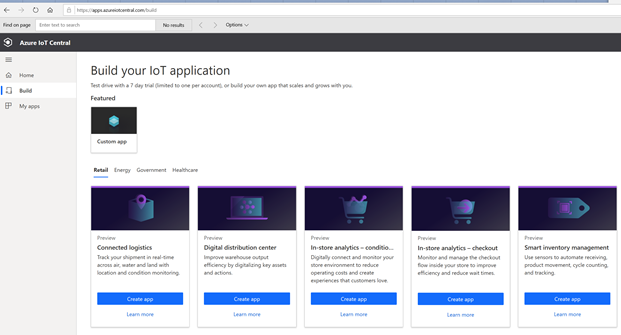 https://apps.azureiotcentral.com/build
Find on page
Enter text to search
No results
Options
Azure IoT Central
Home
Build
My apps
Build your IoT application
Test drive with a 7 day trial (limited to one per account), or build your own app that scales and grows with you.
Featured
Custom app
Retail Energy Government Healthcare
Preview
Connected logistics
Track your shipment in real-time
across air, water and land with
location and condition monitoring.
Create app
Learn more
Preview
Digital distribution center
Improve warehouse output
efficiency by digitalizing key assets
and actions.
Create app
Learn more
Preview
In-store analytics – conditio...
Digitally connect and monitor your
store environment to reduce
operating costs and create
experiences that customers love.
Create app
Learn more
Preview
In-store analytics – checkout
Monitor and manage the checkout
flow inside your store to improve
efficiency and reduce wait times.
Create app
Learn more
Preview
Smart inventory management
Use sensors to automate receiving,
product movement, cycle counting,
and tracking.
Create app
Learn more